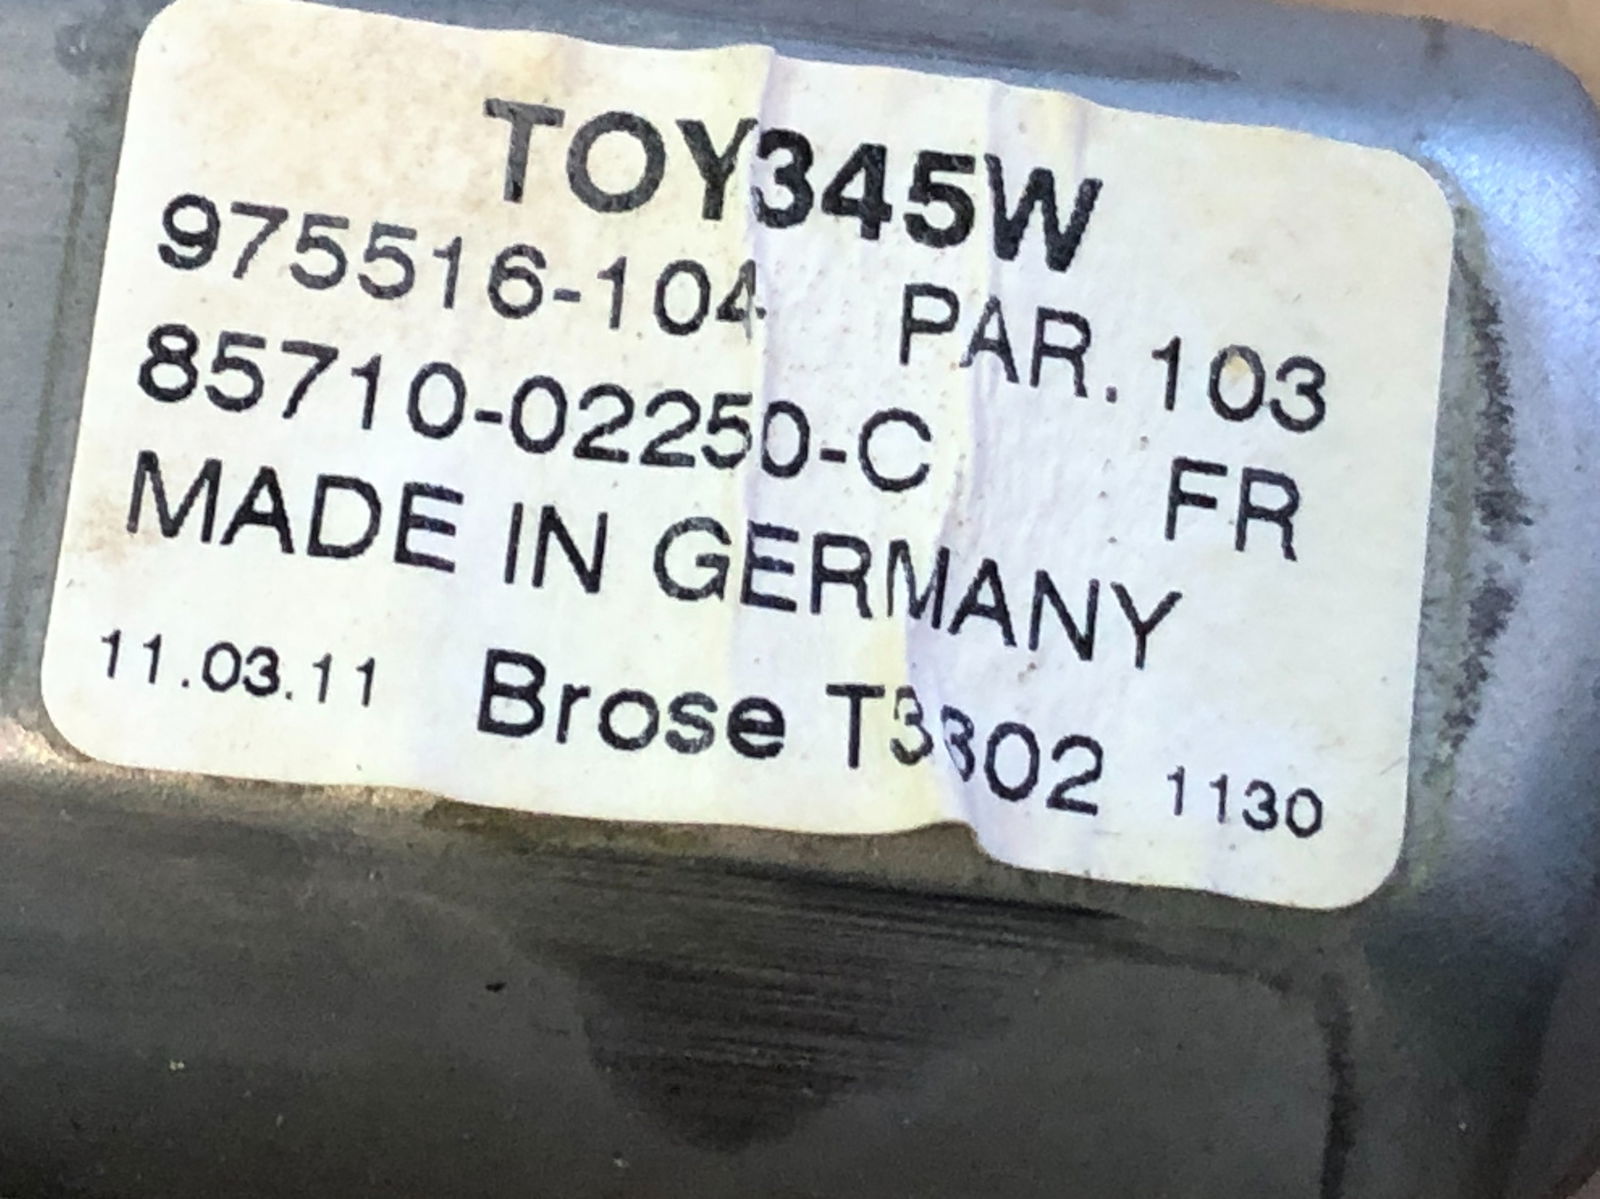 TOY345W
975516-104 PAR.103
85710-02250-C FR
MADE IN GERMANY
11.03.11 Brose T3302 1130